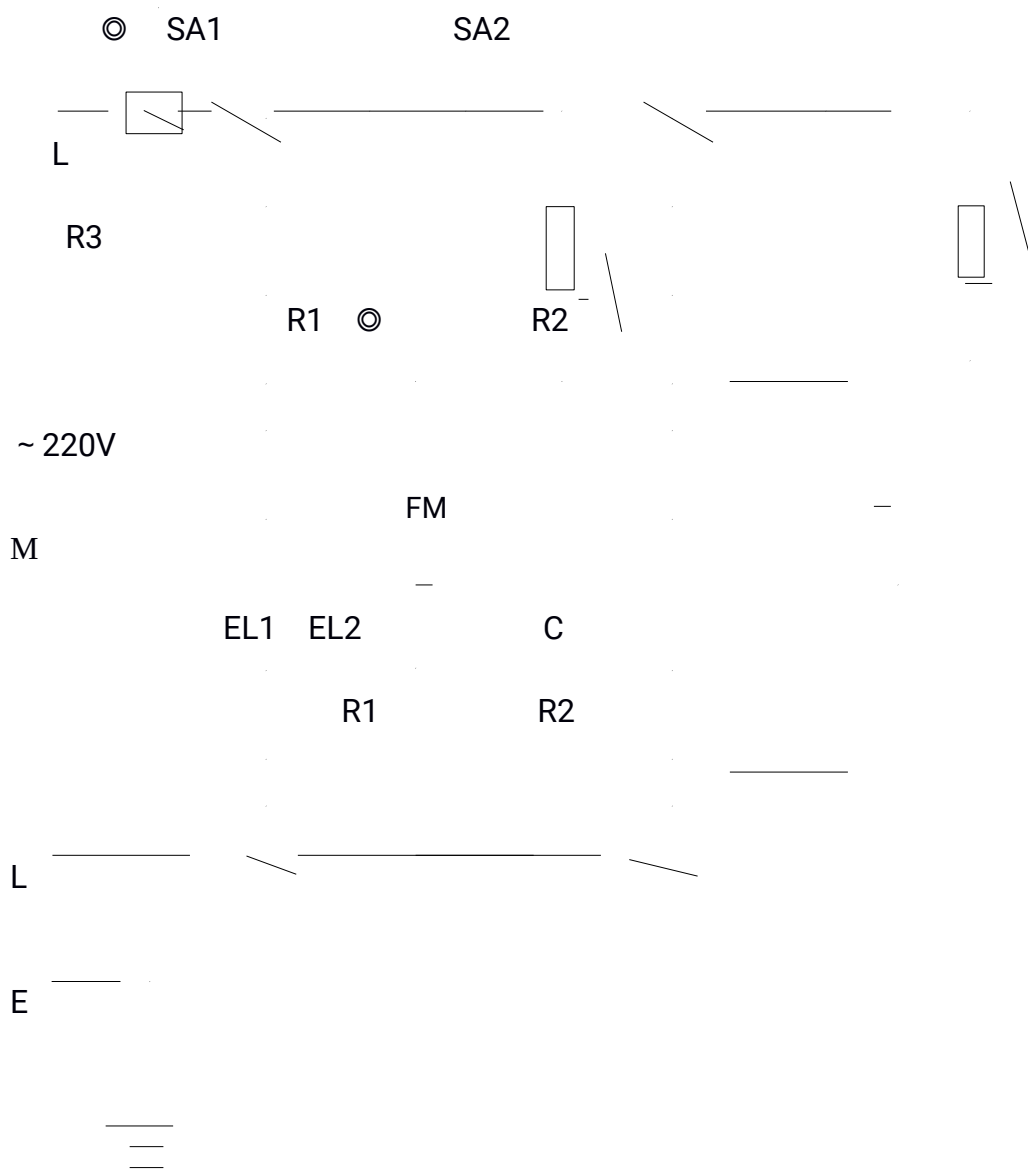 ◎ SA1 SA2
L
R3
R1 ◎ R2
~ 220V
FM
M
EL1 EL2 C
R1 R2
L
E